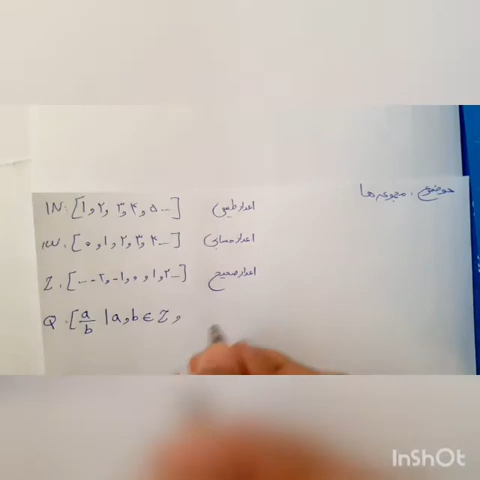 موضوع: مجموعه ها
اعداد طبیعی IN: [۱ و ۲ و ۳ و ۴ و ۵ ...]
اعداد حسابی W: [۰ و ۱ و ۲ و ۳ و ۴ ...]
اعداد صحیح Z: [... -۲ و -۱ و ۰ و ۱ و ۲ ...]
Q: [a/b | a و b ∈ Z و
InShOt